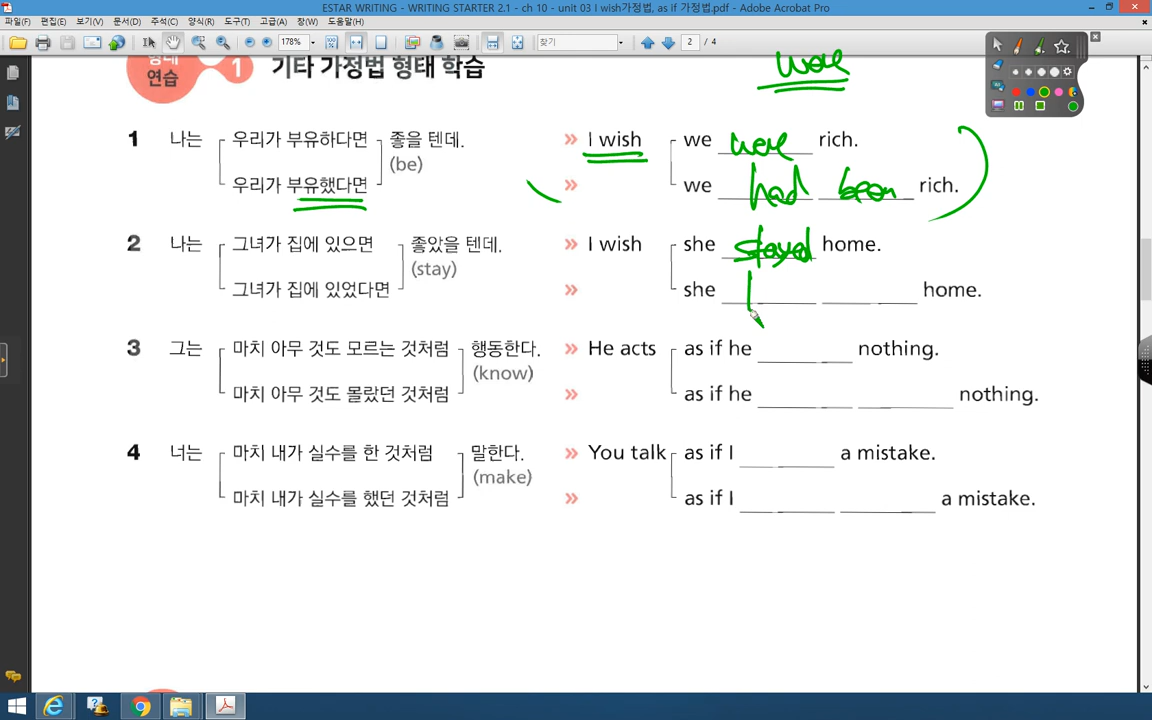 ESTAR WRITING - WRITING STARTER 2.1 - ch 10 - unit 03 I wish가정법, as if 가정법.pdf - Adobe Acrobat Pro
파일(F) 편집(E) 보기(V) 문서(D) 주석(C) 양식(R) 도구(T) 고급(A) 창(W) 도움말(H)
178% 찾기 2 / 4
연습 1 기타 가정법 형태 학습 were
1 나는 우리가 부유하다면 좋을 텐데. I wish we were rich.
(be)
우리가 부유했다면 we had been rich.
2 나는 그녀가 집에 있으면 좋았을 텐데. I wish she stayed home.
(stay)
그녀가 집에 있었다면 she home.
3 그는 마치 아무 것도 모르는 것처럼 행동한다. He acts as if he nothing.
(know)
마치 아무 것도 몰랐던 것처럼 as if he nothing.
4 너는 마치 내가 실수를 한 것처럼 말한다. You talk as if I a mistake.
(make)
마치 내가 실수를 했던 것처럼 as if I a mistake.